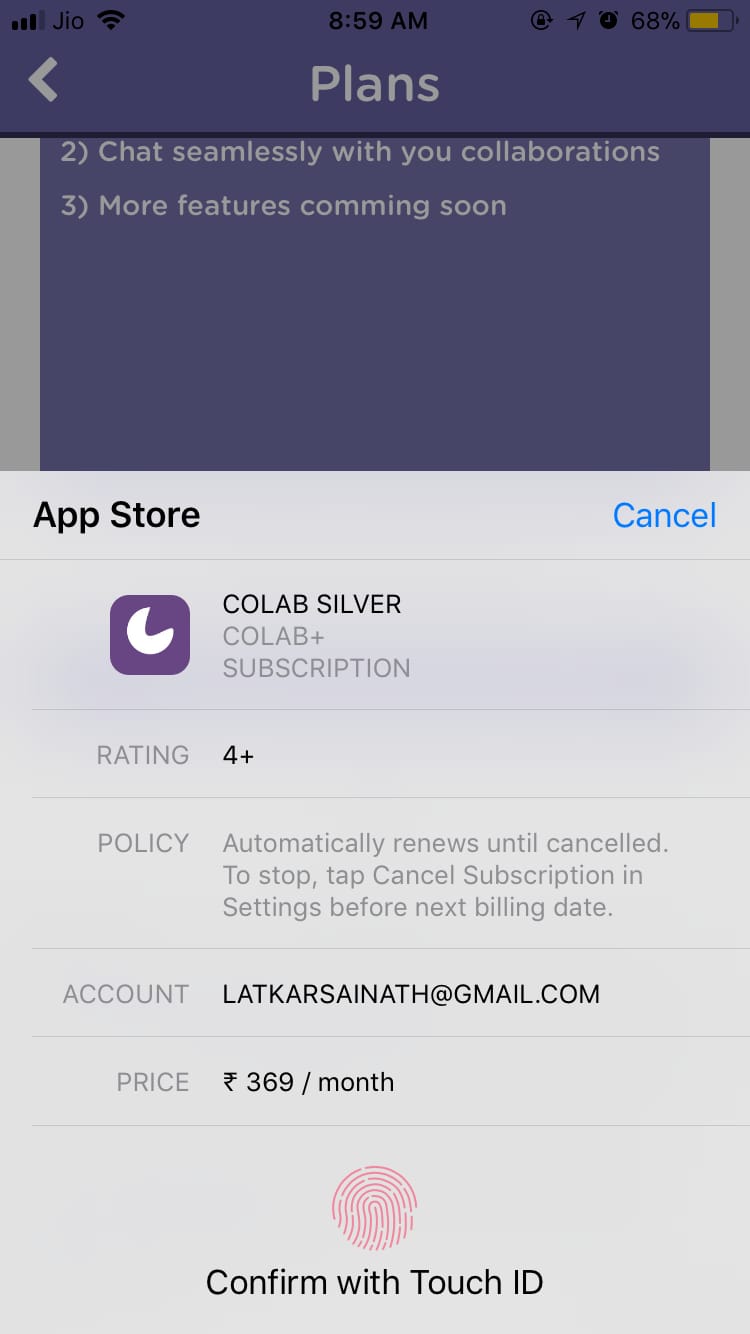 Jio 8:59 AM 68%
Plans
2) Chat seamlessly with you collaborations
3) More features comming soon
App Store Cancel
COLAB SILVER
COLAB+
SUBSCRIPTION
RATING 4+
POLICY Automatically renews until cancelled.
To stop, tap Cancel Subscription in
Settings before next billing date.
ACCOUNT LATKARSAINATH@GMAIL.COM
PRICE ₹ 369 / month
Confirm with Touch ID